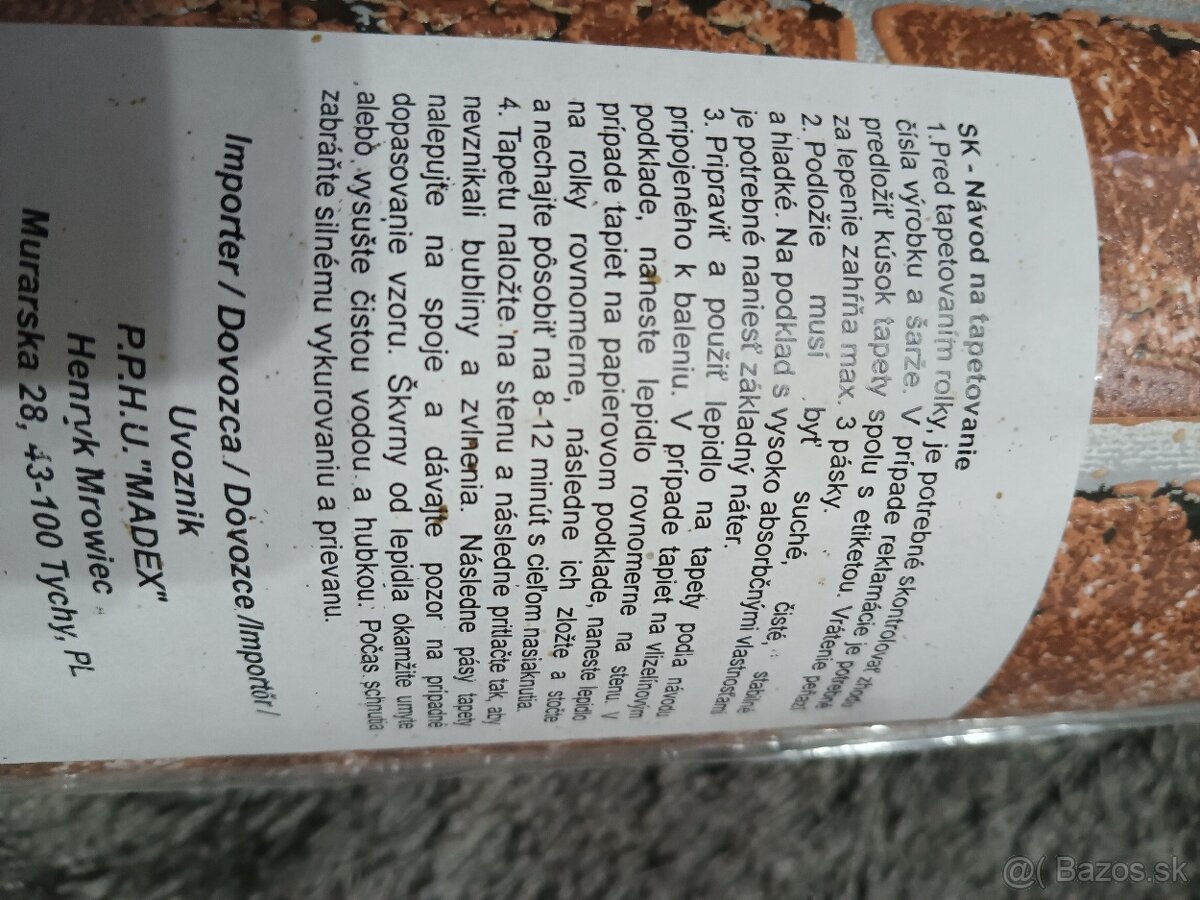 SK - Návod na tapetovanie
1.Pred tapetovaním rolky, je potrebné skontrolovať zhodu
čísla výrobku a šarže. V prípade reklamácie je potrebné
predložiť kúsok tapety spolu s etiketou. Vrátenie peňazí
za lepenie zahŕňa max. 3 pásky.
2. Podložie musí byť suché, čisté, stabilné
a hladké. Na podklad s vysoko absorbčnými vlastnosťami
je potrebné naniesť základný náter.
3. Pripraviť a použiť lepidlo na tapety podľa návodu
pripojeného k baleniu. V prípade tapiet na vlizelínovým
podklade, naneste lepidlo rovnomerne na stenu. V
prípade tapiet na papierovom podklade, naneste lepidlo
na rolky rovnomerne, následne ich zložte a stočte
a nechajte pôsobiť na 8-12 minút s cieľom nasiaknutia.
4. Tapetu naložte na stenu a následne pritlačte tak, aby
nevznikali bubliny a zvlnenia. Následne pásy tapety
nalepujte na spoje a dávajte pozor na prípadné
dopasovanie vzoru. Škvrny od lepidla okamžite umyte
alebo vysušte čistou vodou a hubkou. Počas schnutia
zabráňte silnému vykurovaniu a prievanu.
Importer / Dovozca / Dovozce /Importőr /
Uvoznik
P.P.H.U."MADEX"
Henryk Mrowiec
Murarska 28, 43-100 Tychy, PL
@( Bazos.sk